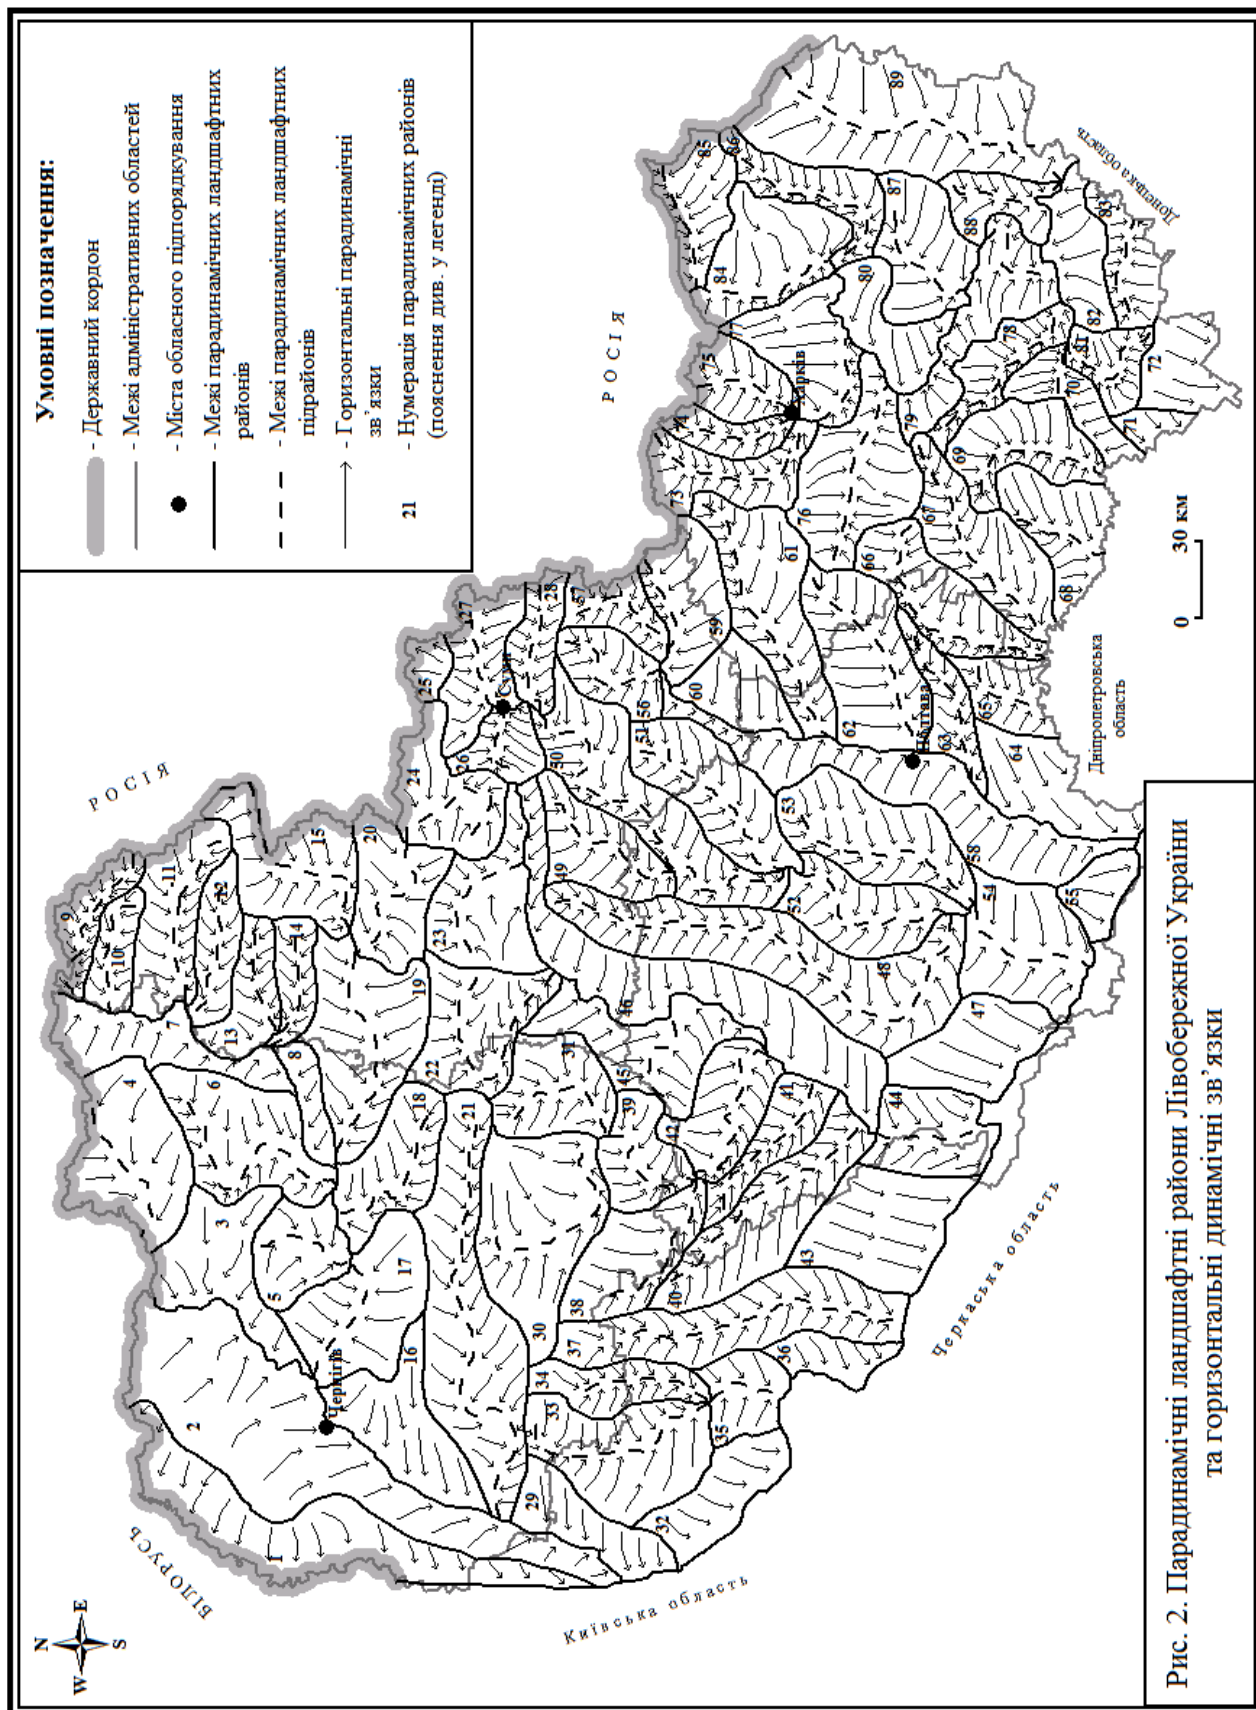 Умовні позначення:
- Державний кордон
- Межі адміністративних областей
- Міста обласного підпорядкування
- Межі парадинамічних ландшафтних
районів
- Межі парадинамічних ландшафтних
підрайонів
- Горизонтальні парадинамічні
зв’язки
21 - Нумерація парадинамічних районів
(пояснення див. у легенді)
N
W E
S
БІЛОРУСЬ
РОСІЯ
РОСІЯ
Київська область
Черкаська область
Дніпропетровська
область
Донецька область
Чернігів
Суми
Полтава
Харків
1
2
3
4
5
6
7
8
9
10
11
12
13
14
15
16
17
18
19
20
21
22
23
24
25
26
27
28
29
30
31
32
33
34
35
36
37
38
39
40
41
42
43
44
45
46
47
48
49
50
51
52
53
54
55
56
57
58
59
60
61
62
63
64
65
66
67
68
69
70
71
72
73
74
75
76
77
78
79
80
81
82
84
85
86
87
88
89
0 30 км
Рис. 2. Парадинамічні ландшафтні райони Лівобережної України
та горизонтальні динамічні зв’язки